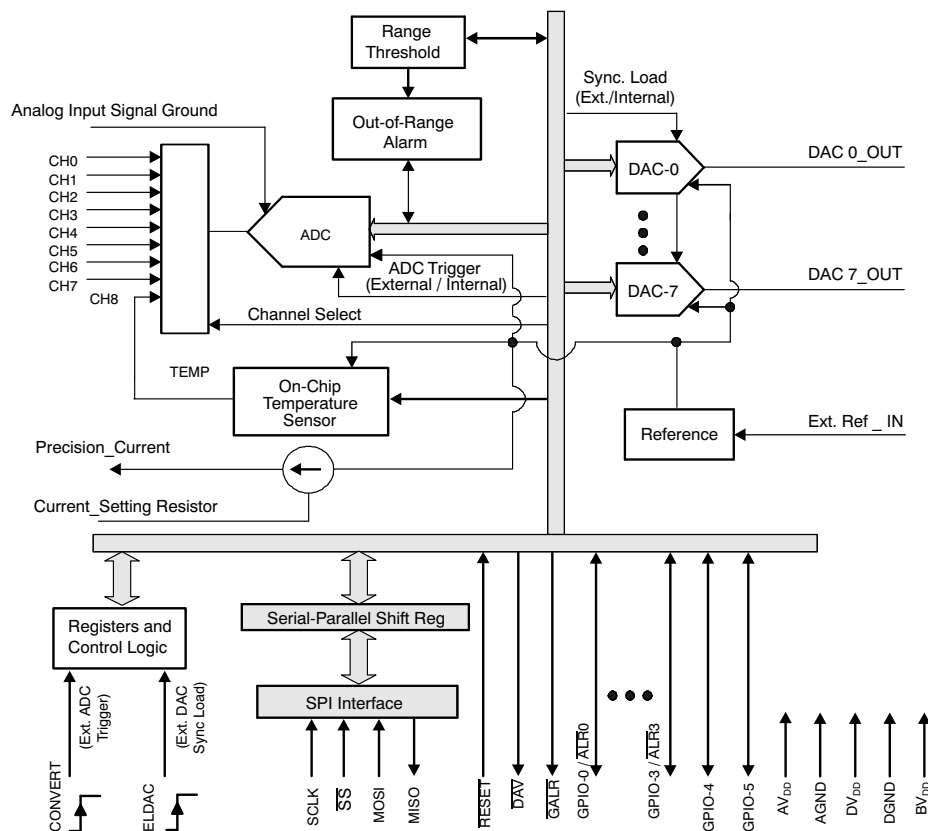 Range
Threshold
Sync. Load
(Ext./Internal)
Analog Input Signal Ground
Out-of-Range
Alarm
CH0
CH1
CH2
CH3
CH4
CH5
CH6
CH7
CH8
ADC
DAC-0
DAC 0_OUT
ADC Trigger
(External / Internal)
DAC-7
DAC 7_OUT
Channel Select
TEMP
On-Chip
Temperature
Sensor
Reference
Ext. Ref _ IN
Precision_Current
Current_Setting Resistor
Registers and
Control Logic
Serial-Parallel Shift Reg
SPI Interface
(Ext. ADC
Trigger)
(Ext. DAC
Sync Load)
CONVERT
ELDAC
SCLK
SS
MOSI
MISO
RESET
DAV
GALR
GPIO-0 / ALR0
GPIO-3 / ALR3
GPIO-4
GPIO-5
AVDD
AGND
DVDD
DGND
BVDD